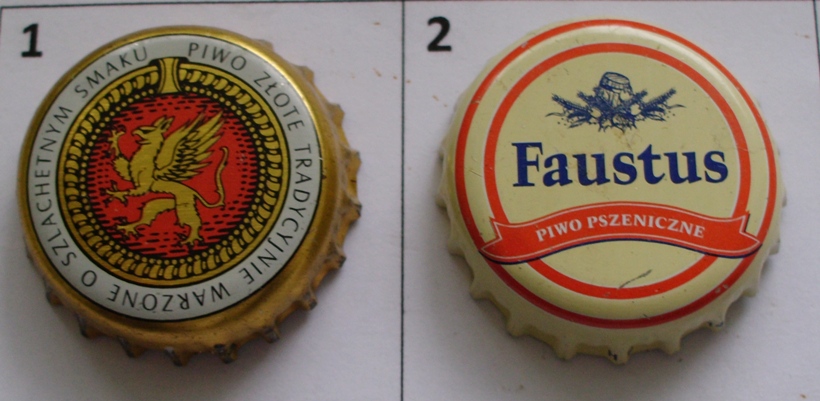 1
PIWO ZŁOTE TRADYCYJNIE WARZONE O SZLACHETNYM SMAKU
2
Faustus
PIWO PSZENICZNE